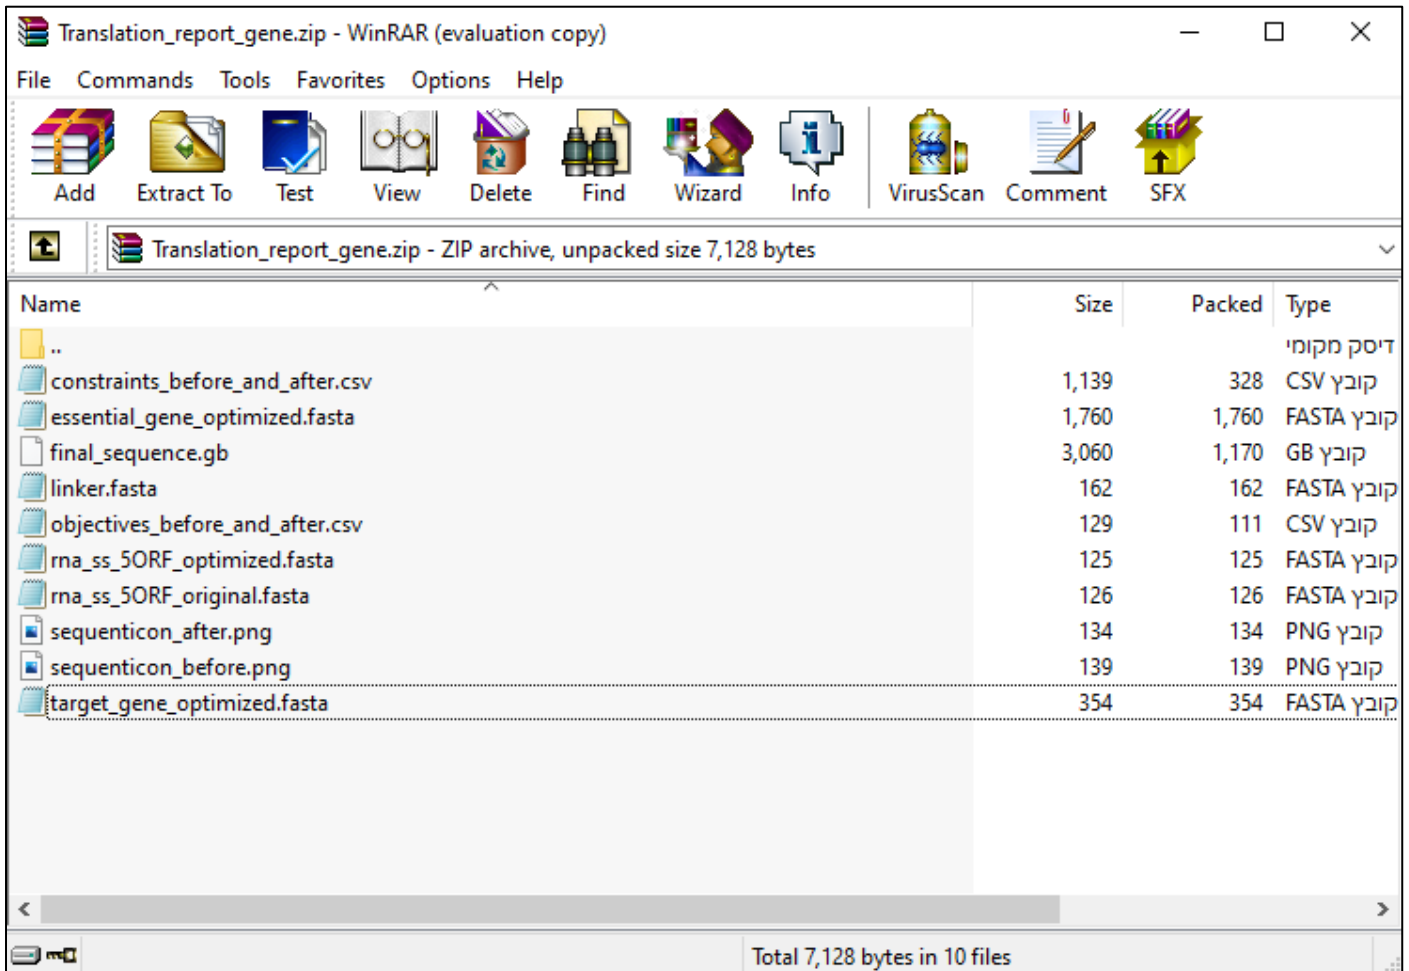 Translation_report_gene.zip - WinRAR (evaluation copy)
File Commands Tools Favorites Options Help
Add Extract To Test View Delete Find Wizard Info VirusScan Comment SFX
Translation_report_gene.zip - ZIP archive, unpacked size 7,128 bytes
Name Size Packed Type
.. דיסק מקומי
constraints_before_and_after.csv 1,139 328 קובץ CSV
essential_gene_optimized.fasta 1,760 1,760 קובץ FASTA
final_sequence.gb 3,060 1,170 קובץ GB
linker.fasta 162 162 קובץ FASTA
objectives_before_and_after.csv 129 111 קובץ CSV
rna_ss_5ORF_optimized.fasta 125 125 קובץ FASTA
rna_ss_5ORF_original.fasta 126 126 קובץ FASTA
sequenticon_after.png 134 134 קובץ PNG
sequenticon_before.png 139 139 קובץ PNG
target_gene_optimized.fasta 354 354 קובץ FASTA
Total 7,128 bytes in 10 files